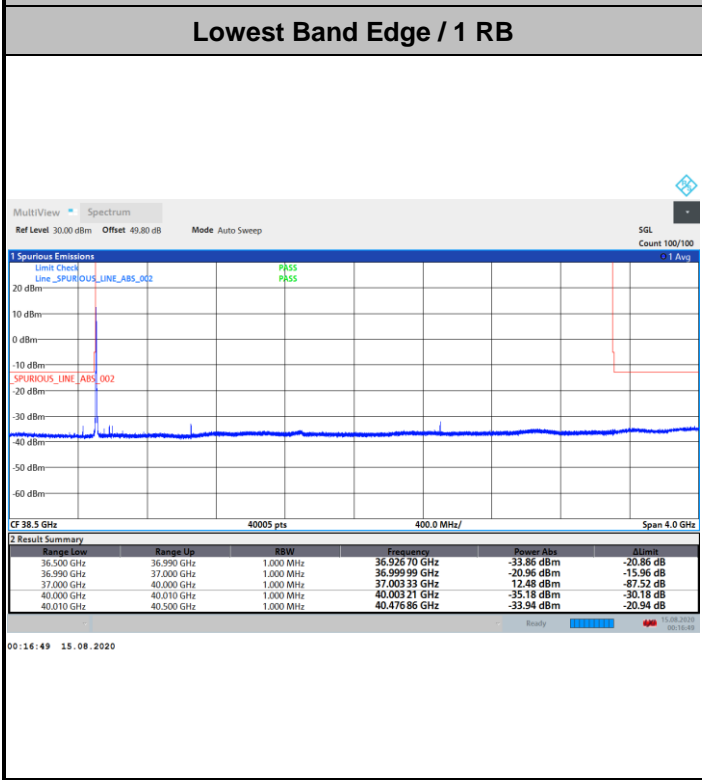 Lowest Band Edge / 1 RB
MultiView Spectrum
Ref Level 30.00 dBm Offset 49.80 dB Mode Auto Sweep SGL
Count 100/100
1 Spurious Emissions 1 Avg
Limit Check PASS
Line _SPURIOUS_LINE_ABS_002 PASS
20 dBm
10 dBm
0 dBm
-10 dBm
_SPURIOUS_LINE_ABS_002
-20 dBm
-30 dBm
-40 dBm
-50 dBm
-60 dBm
CF 38.5 GHz 40005 pts 400.0 MHz/ Span 4.0 GHz
2 Result Summary
Range Low Range Up RBW Frequency Power Abs ΔLimit
36.500 GHz 36.990 GHz 1.000 MHz 36.926 70 GHz -33.86 dBm -20.86 dB
36.990 GHz 37.000 GHz 1.000 MHz 36.999 99 GHz -20.96 dBm -15.96 dB
37.000 GHz 40.000 GHz 1.000 MHz 37.003 33 GHz 12.48 dBm -87.52 dB
40.000 GHz 40.010 GHz 1.000 MHz 40.003 21 GHz -35.18 dBm -30.18 dB
40.010 GHz 40.500 GHz 1.000 MHz 40.476 86 GHz -33.94 dBm -20.94 dB
Ready 15.08.2020
00:16:49
00:16:49 15.08.2020